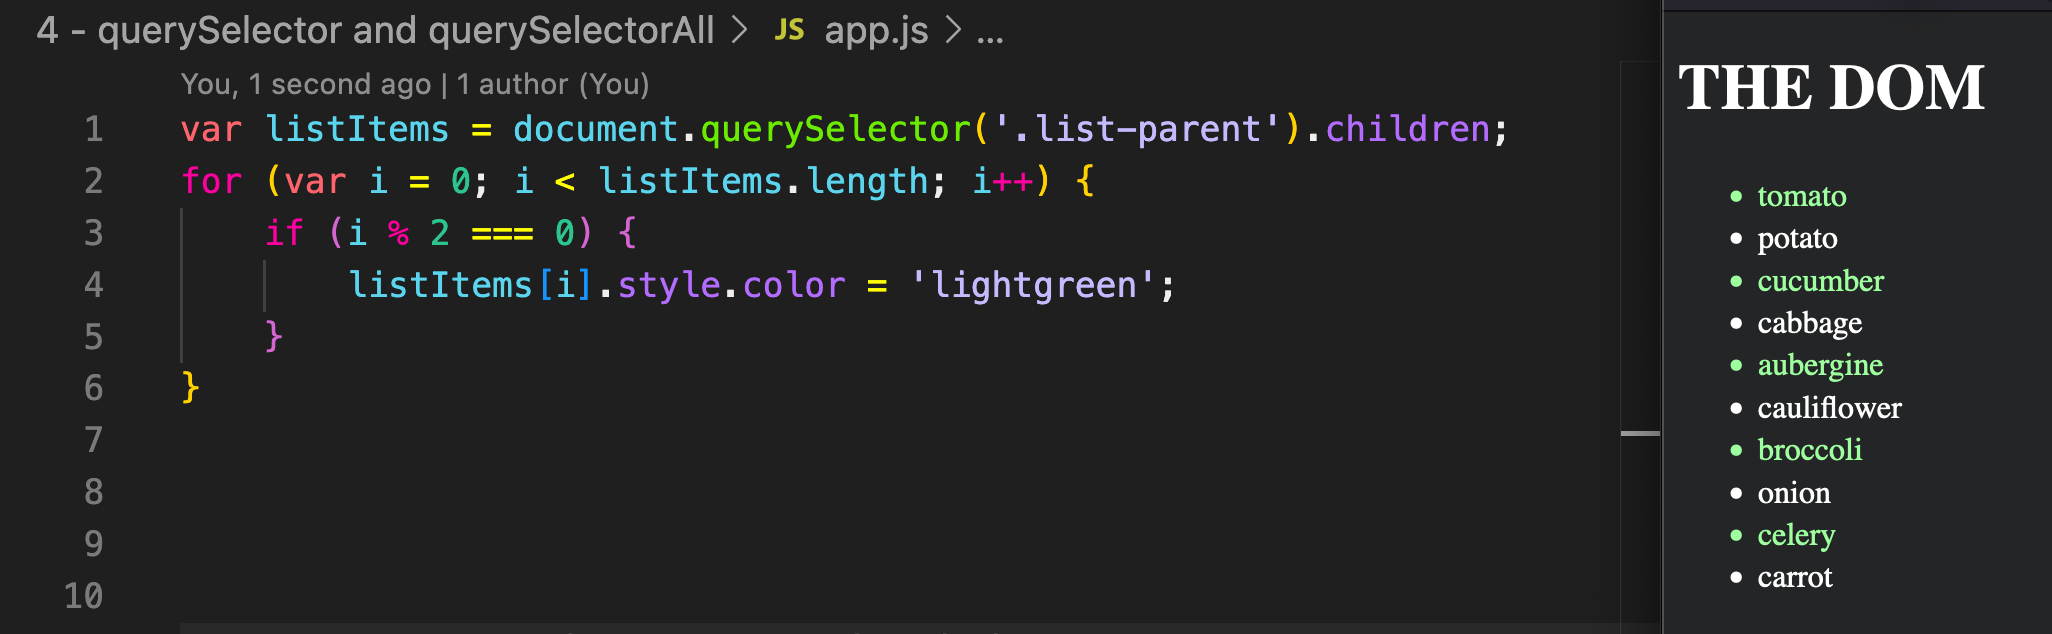 4 - querySelector and querySelectorAll > JS app.js > ...
You, 1 second ago | 1 author (You)
1 var listItems = document.querySelector('.list-parent').children;
2 for (var i = 0; i < listItems.length; i++) {
3     if (i % 2 === 0) {
4         listItems[i].style.color = 'lightgreen';
5     }
6 }
7
8
9
10
THE DOM
• tomato
• potato
• cucumber
• cabbage
• aubergine
• cauliflower
• broccoli
• onion
• celery
• carrot